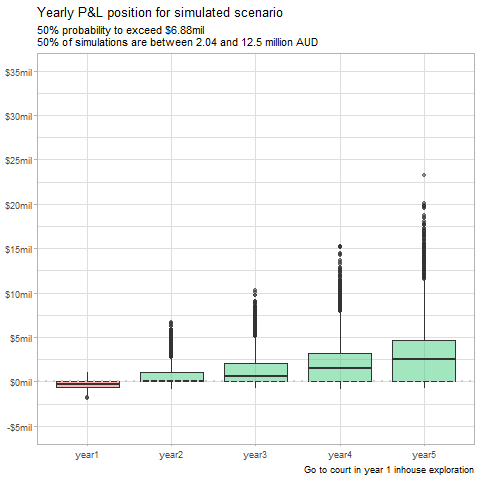 Yearly P&L position for simulated scenario
50% probability to exceed $6.88mil
50% of simulations are between 2.04 and 12.5 million AUD
$35mil
$30mil
$25mil
$20mil
$15mil
$10mil
$5mil
$0mil
-$5mil
year1 year2 year3 year4 year5
Go to court in year 1 inhouse exploration